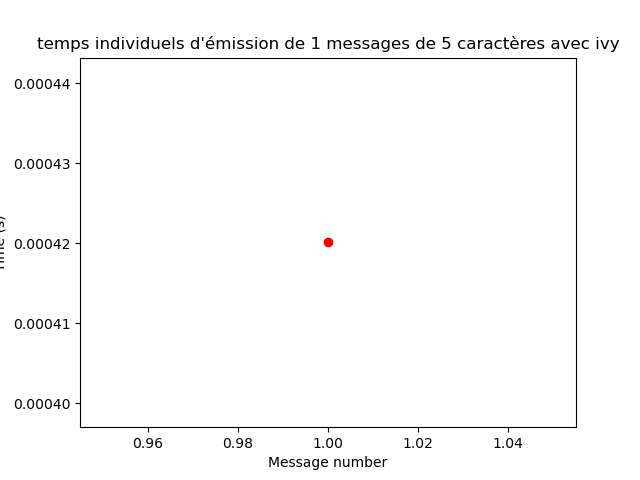 temps individuels d'émission de 1 messages de 5 caractères avec ivy
0.00044
0.00043
0.00042
0.00041
0.00040
(s)
0.96 0.98 1.00 1.02 1.04
Message number